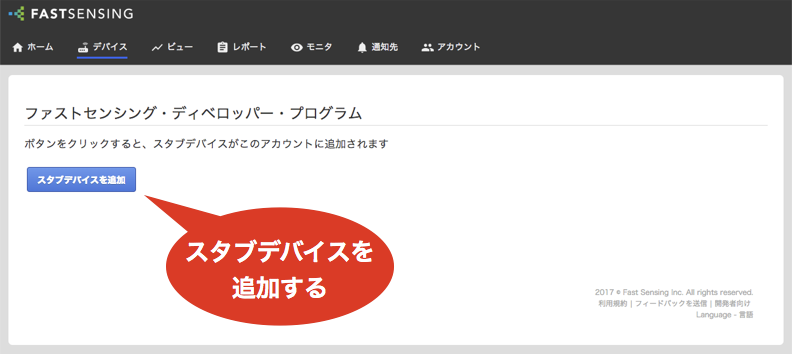 FASTSENSING
ホーム デバイス ビュー レポート モニタ 通知先 アカウント
ファストセンシング・ディベロッパー・プログラム
ボタンをクリックすると、スタブデバイスがこのアカウントに追加されます
スタブデバイスを追加
スタブデバイスを
追加する
2017 © Fast Sensing Inc. All rights reserved.
利用規約 | フィードバックを送信 | 開発者向け
Language - 言語